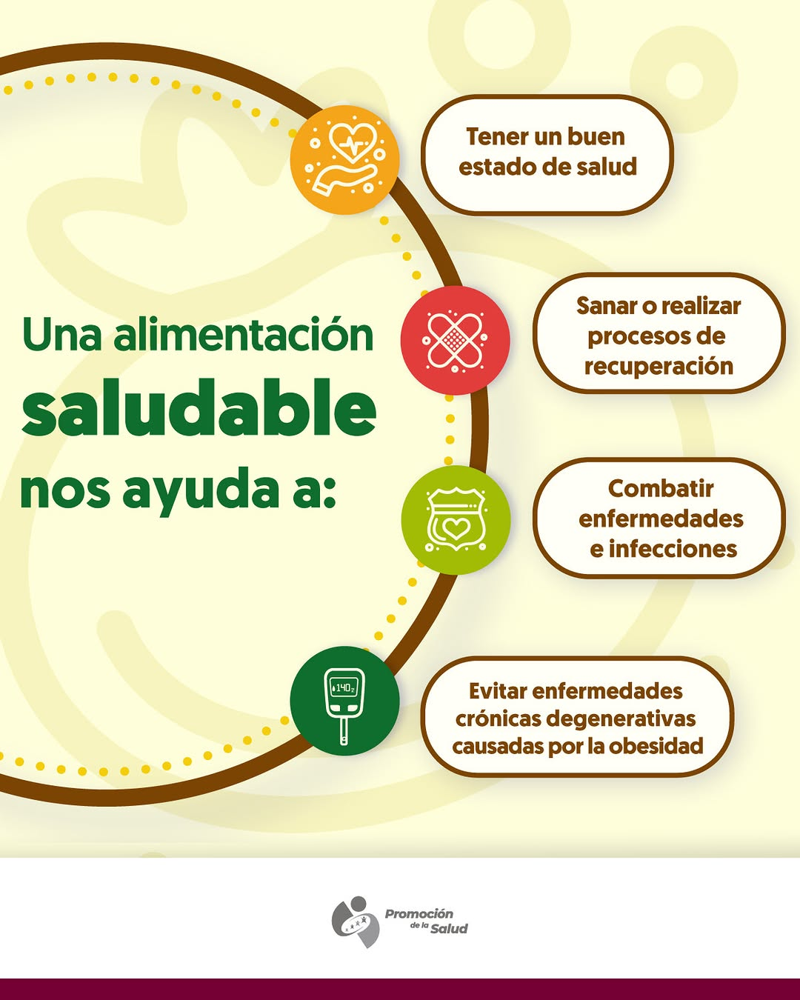 Una alimentación
saludable
nos ayuda a:
Tener un buen
estado de salud
Sanar o realizar
procesos de
recuperación
Combatir
enfermedades
e infecciones
140
Evitar enfermedades
crónicas degenerativas
causadas por la obesidad
Promoción
de la Salud